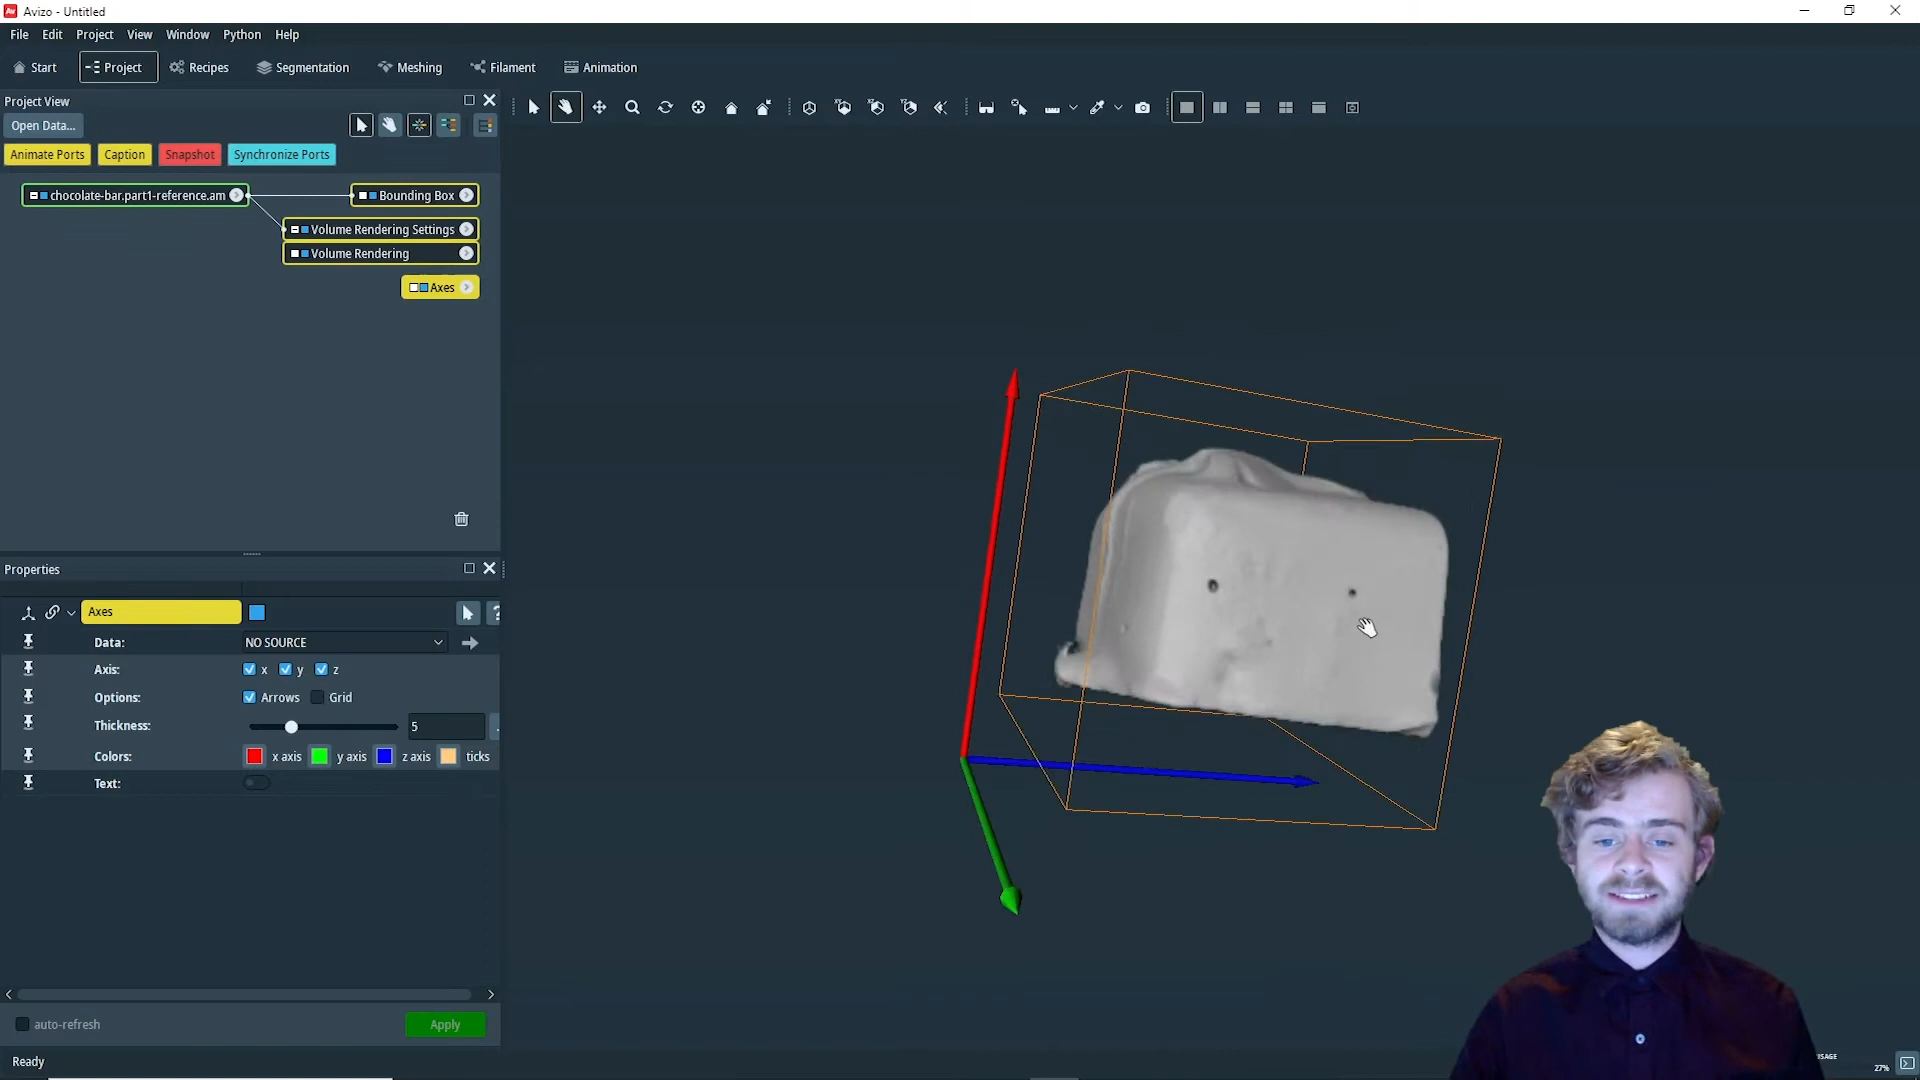 Av Avizo - Untitled
File Edit Project View Window Python Help
Start Project Recipes Segmentation Meshing Filament Animation
Project View
Open Data...
Animate Ports Caption Snapshot Synchronize Ports
chocolate-bar.part1-reference.am Bounding Box
Volume Rendering Settings
Volume Rendering
Axes
Properties
Axes ?
Data: NO SOURCE
Axis: x y z
Options: Arrows Grid
Thickness: 5
Colors: x axis y axis z axis ticks
Text:
auto-refresh Apply
Ready
27%